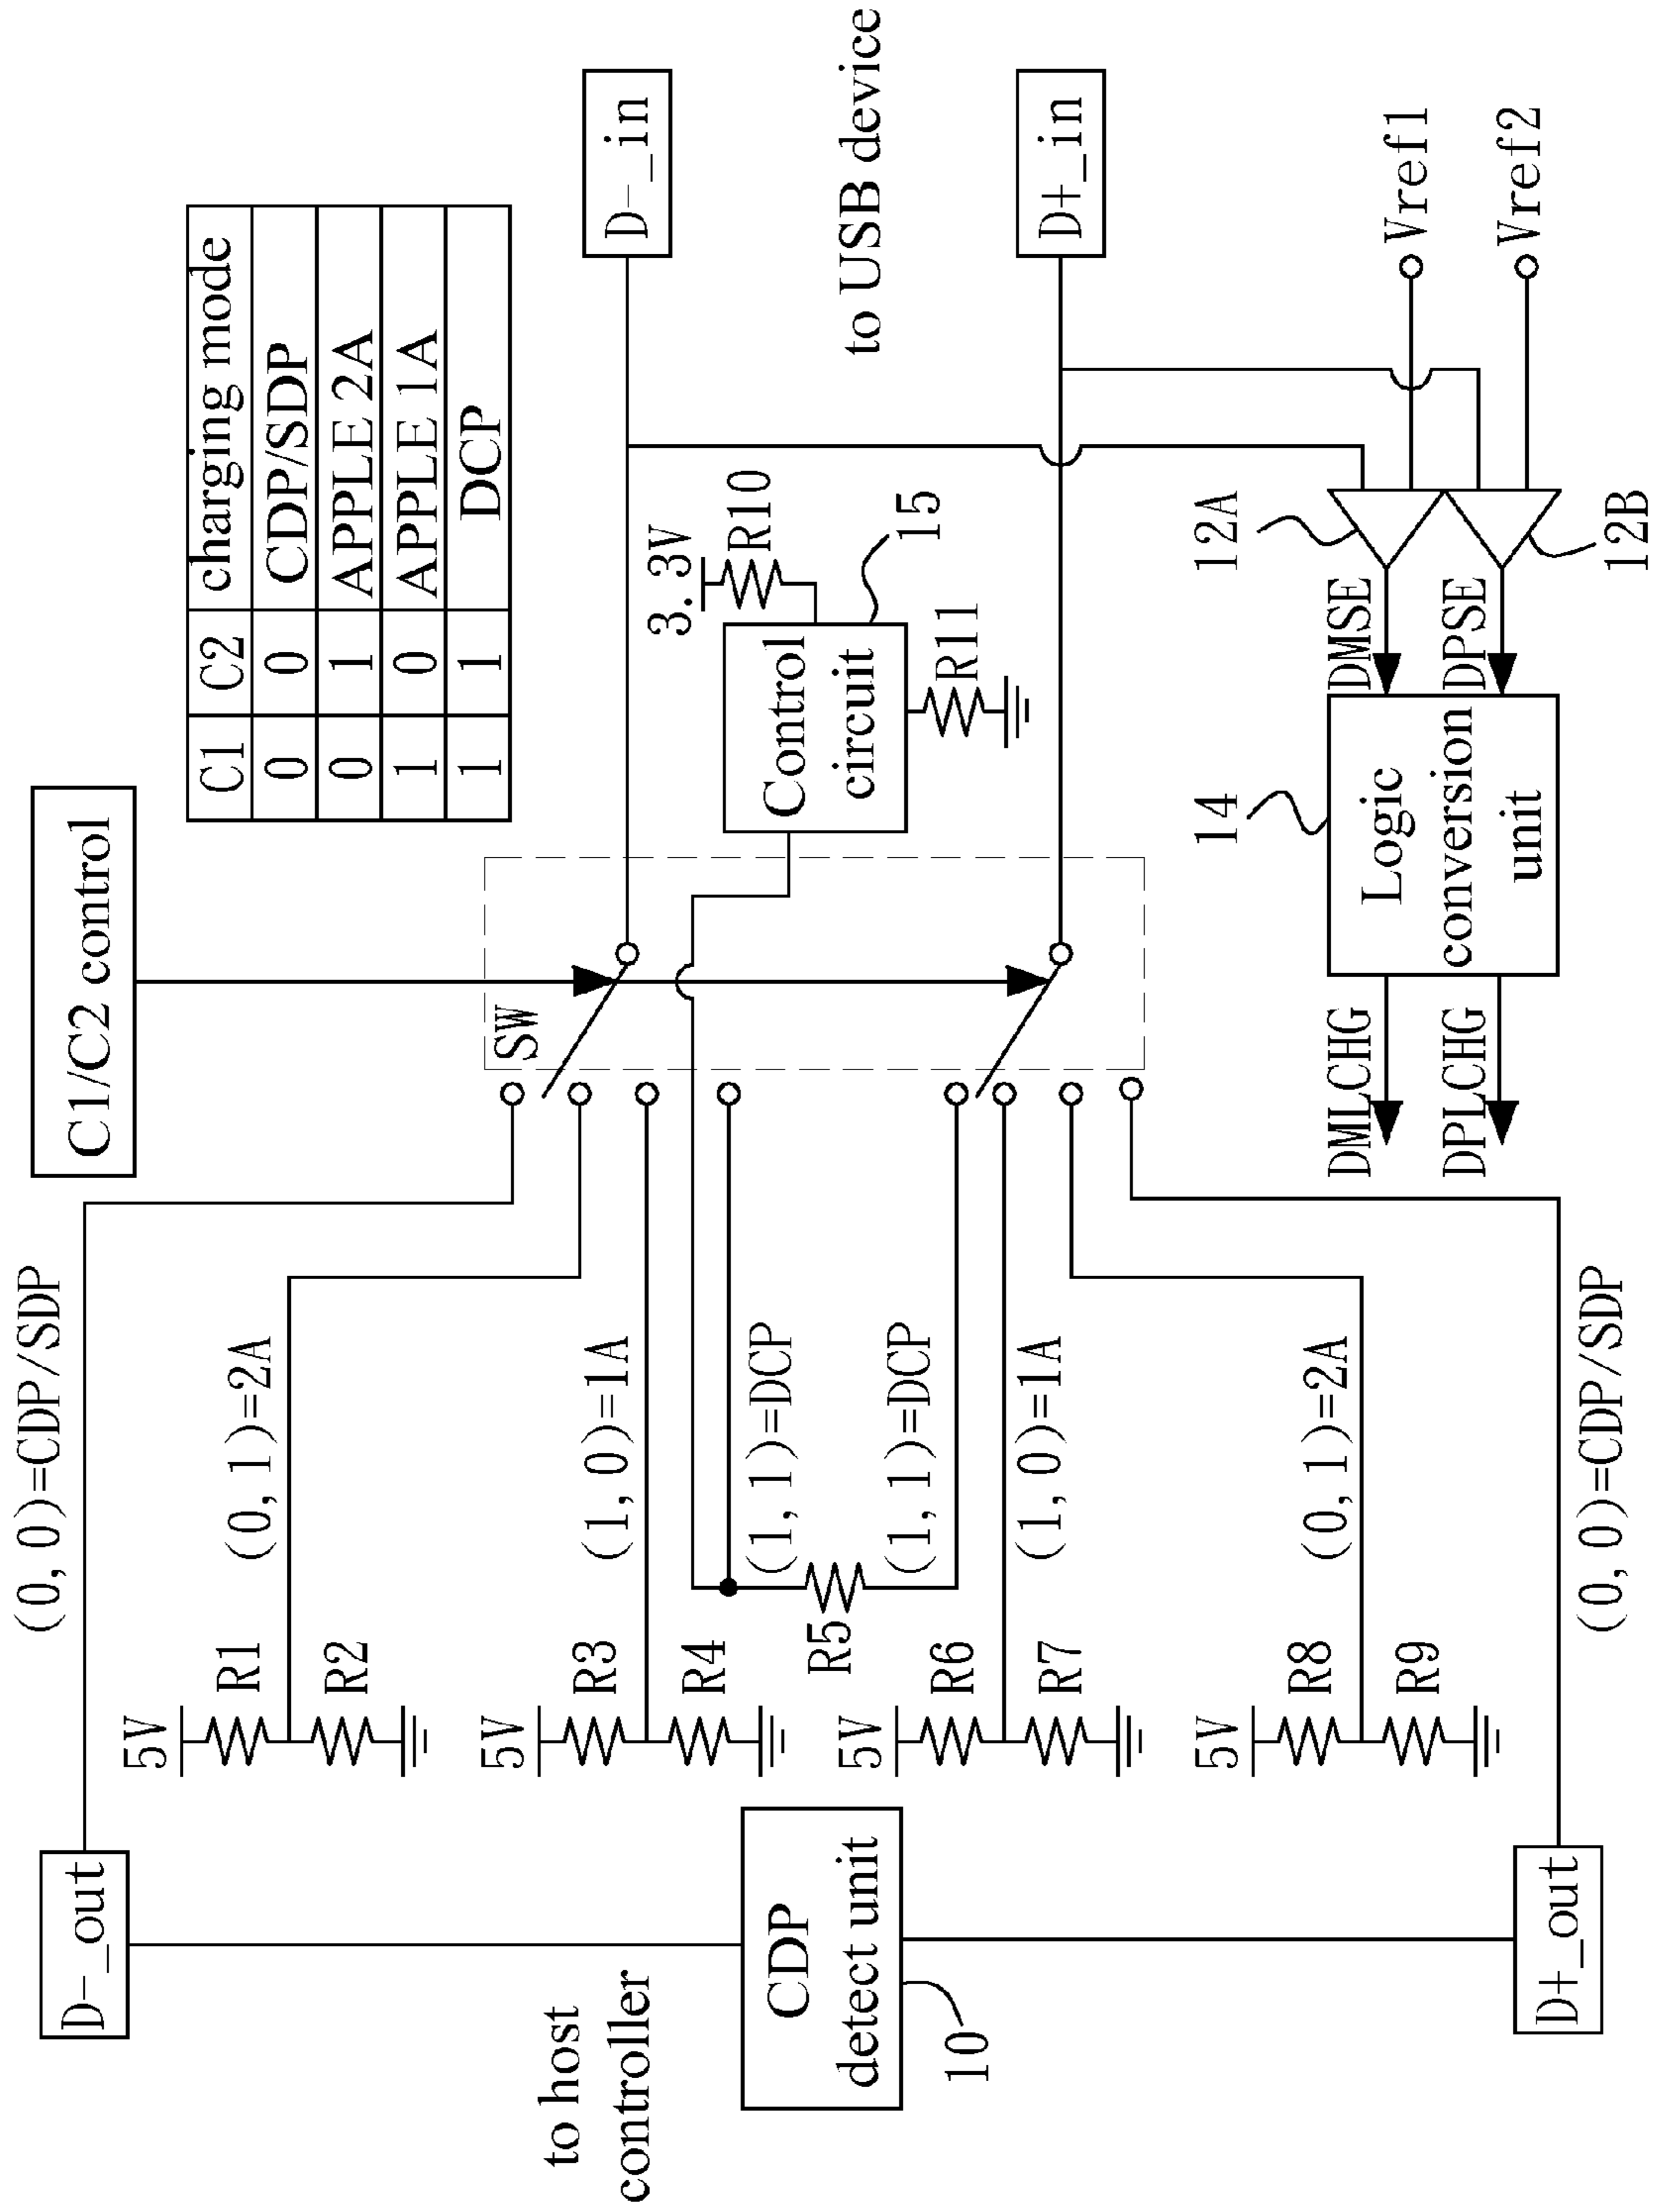 C1/C2 control
C1 C2 charging mode
0 0 CDP/SDP
0 1 APPLE 2A
1 0 APPLE 1A
1 1 DCP
(0,0)=CDP/SDP
D-_out
5V
R1
R2
(0,1)=2A
SW
D-_in
5V
R3
R4
(1,0)=1A
to host
controller
3.3V
R10
Control
circuit
15
R11
(1,1)=DCP
R5
(1,1)=DCP
CDP
detect unit
10
to USB device
5V
R6
R7
(1,0)=1A
D+_in
5V
R8
R9
(0,1)=2A
14
12A
DMLCHG
DMSE
Vref1
Logic
conversion
unit
DPLCHG
DPSE
Vref2
12B
D+_out
(0,0)=CDP/SDP